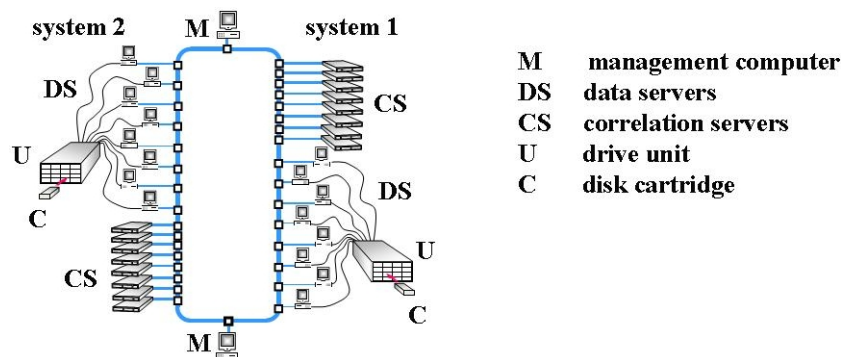 system 2 M system 1
DS
CS
U
C
DS
CS
U
C
M
M management computer
DS data servers
CS correlation servers
U drive unit
C disk cartridge